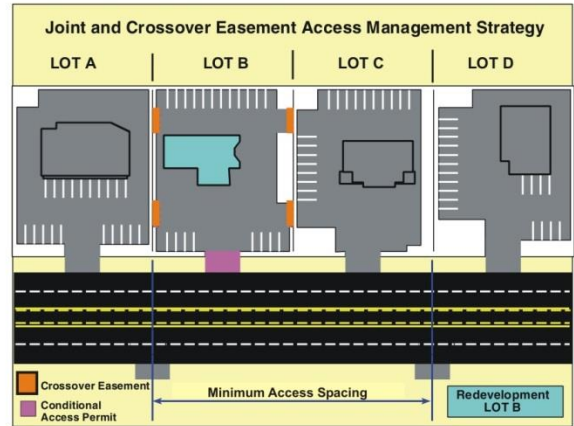 Joint and Crossover Easement Access Management Strategy
LOT A
LOT B
LOT C
LOT D
Crossover Easement
Conditional
Access Permit
Minimum Access Spacing
Redevelopment
LOT B